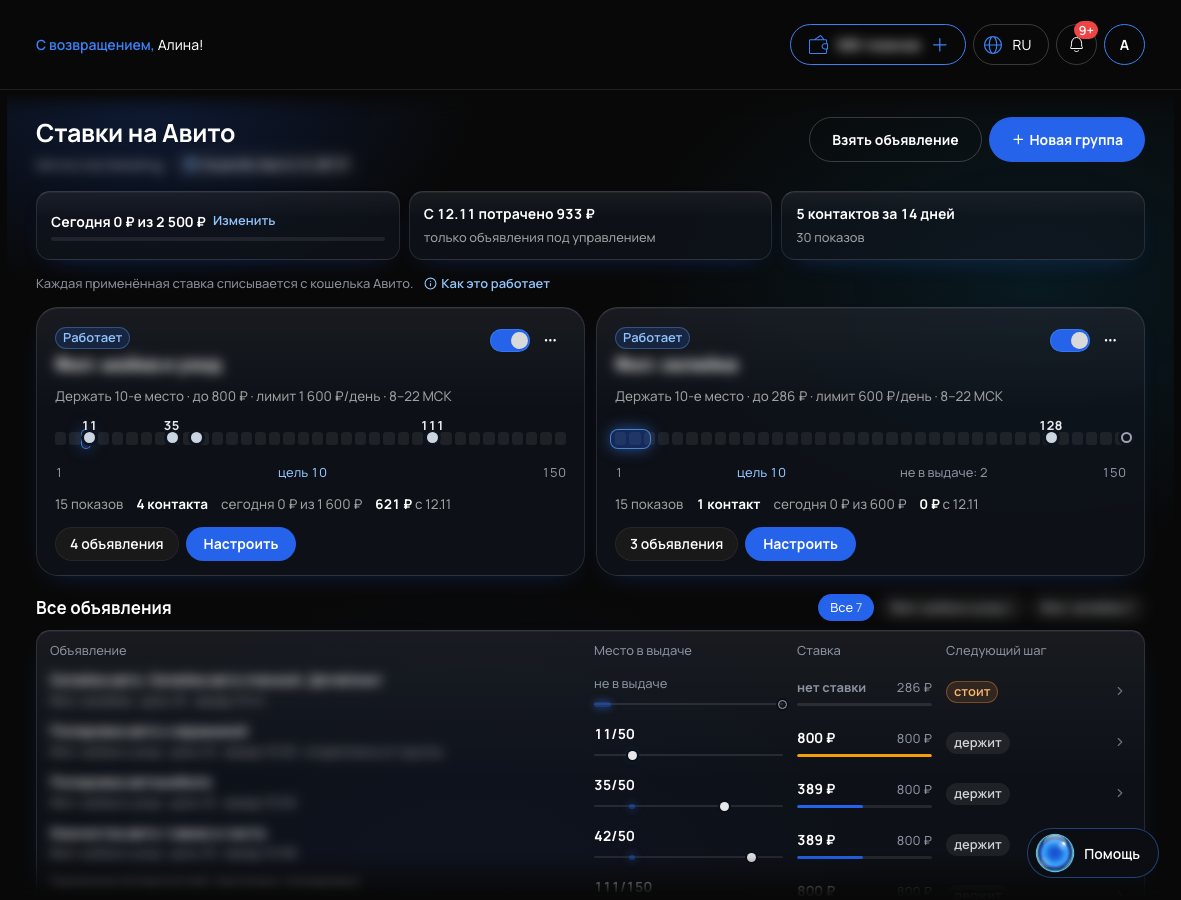 С возвращением, Алина!
RU
9+
A
Ставки на Авито
Взять объявление
+ Новая группа
Сегодня 0 ₽ из 2 500 ₽ Изменить
С 12.11 потрачено 933 ₽
только объявления под управлением
5 контактов за 14 дней
30 показов
Каждая применённая ставка списывается с кошелька Авито. Как это работает
Работает
Держать 10-е место · до 800 ₽ · лимит 1 600 ₽/день · 8–22 МСК
11 35 111
1 цель 10 150
15 показов 4 контакта сегодня 0 ₽ из 1 600 ₽ 621 ₽ с 12.11
4 объявления Настроить
Работает
Держать 10-е место · до 286 ₽ · лимит 600 ₽/день · 8–22 МСК
128
1 цель 10 не в выдаче: 2 150
15 показов 1 контакт сегодня 0 ₽ из 600 ₽ 0 ₽ с 12.11
3 объявления Настроить
Все объявления
Все 7
Объявление Место в выдаче Ставка Следующий шаг
не в выдаче нет ставки 286 ₽ стоит
11/50 800 ₽ 800 ₽ держит
35/50 389 ₽ 800 ₽ держит
42/50 389 ₽ 800 ₽ держит
111/150 800 ₽ 800 ₽
Помощь